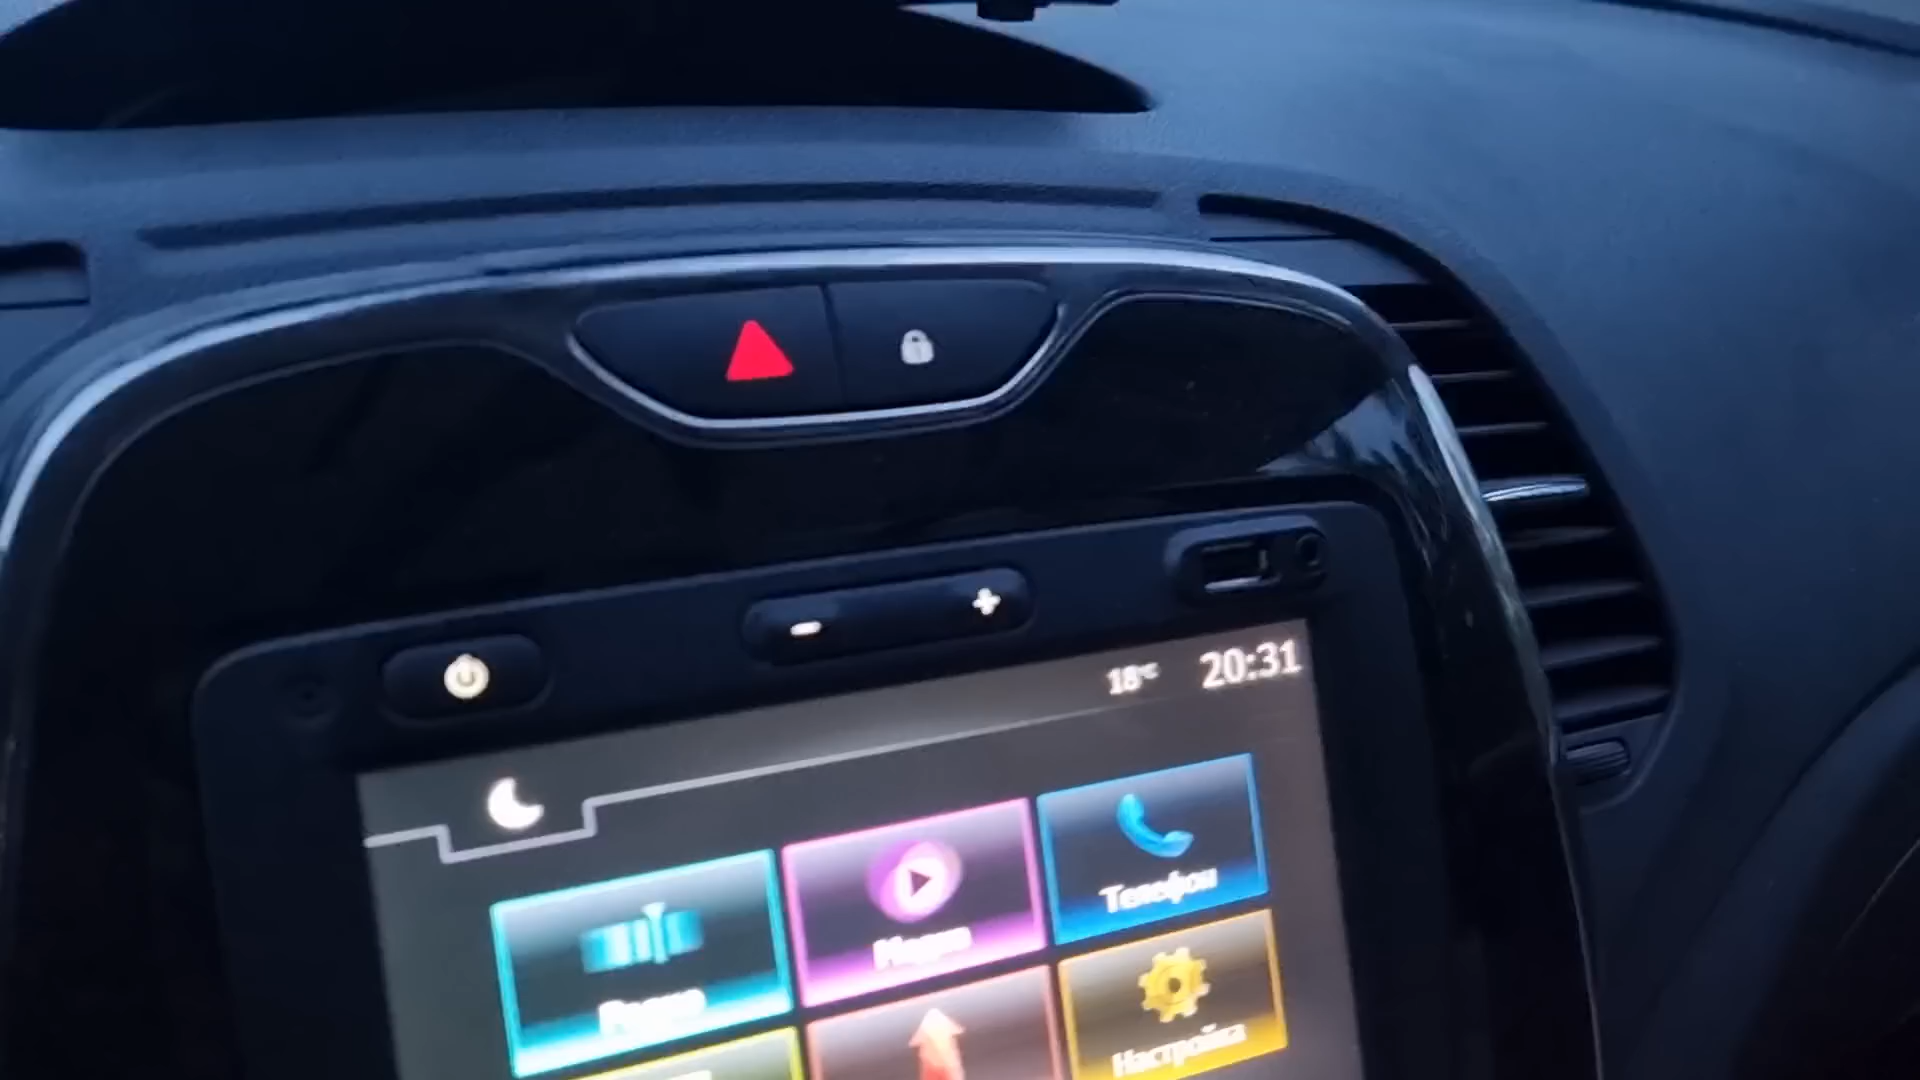 18°C 20:31
Радио
Медиа
Телефон
Настройка